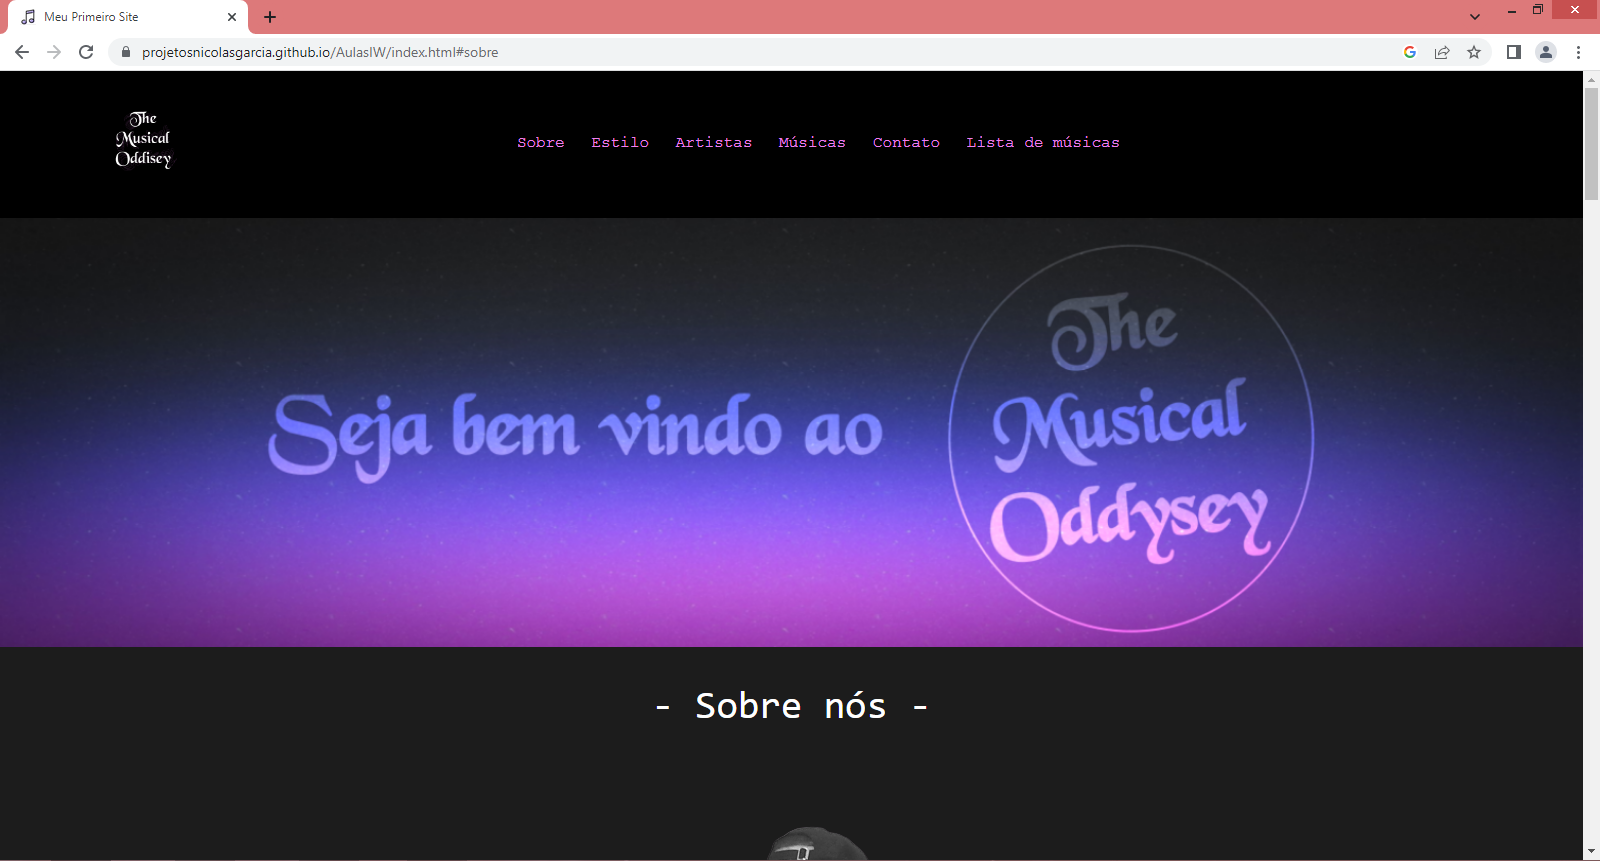 Meu Primeiro Site
projetosnicolasgarcia.github.io/AulasIW/index.html#sobre
The
Musical
Oddisey
Sobre Estilo Artistas Músicas Contato Lista de músicas
Seja bem vindo ao
The
Musical
Oddysey
- Sobre nós -